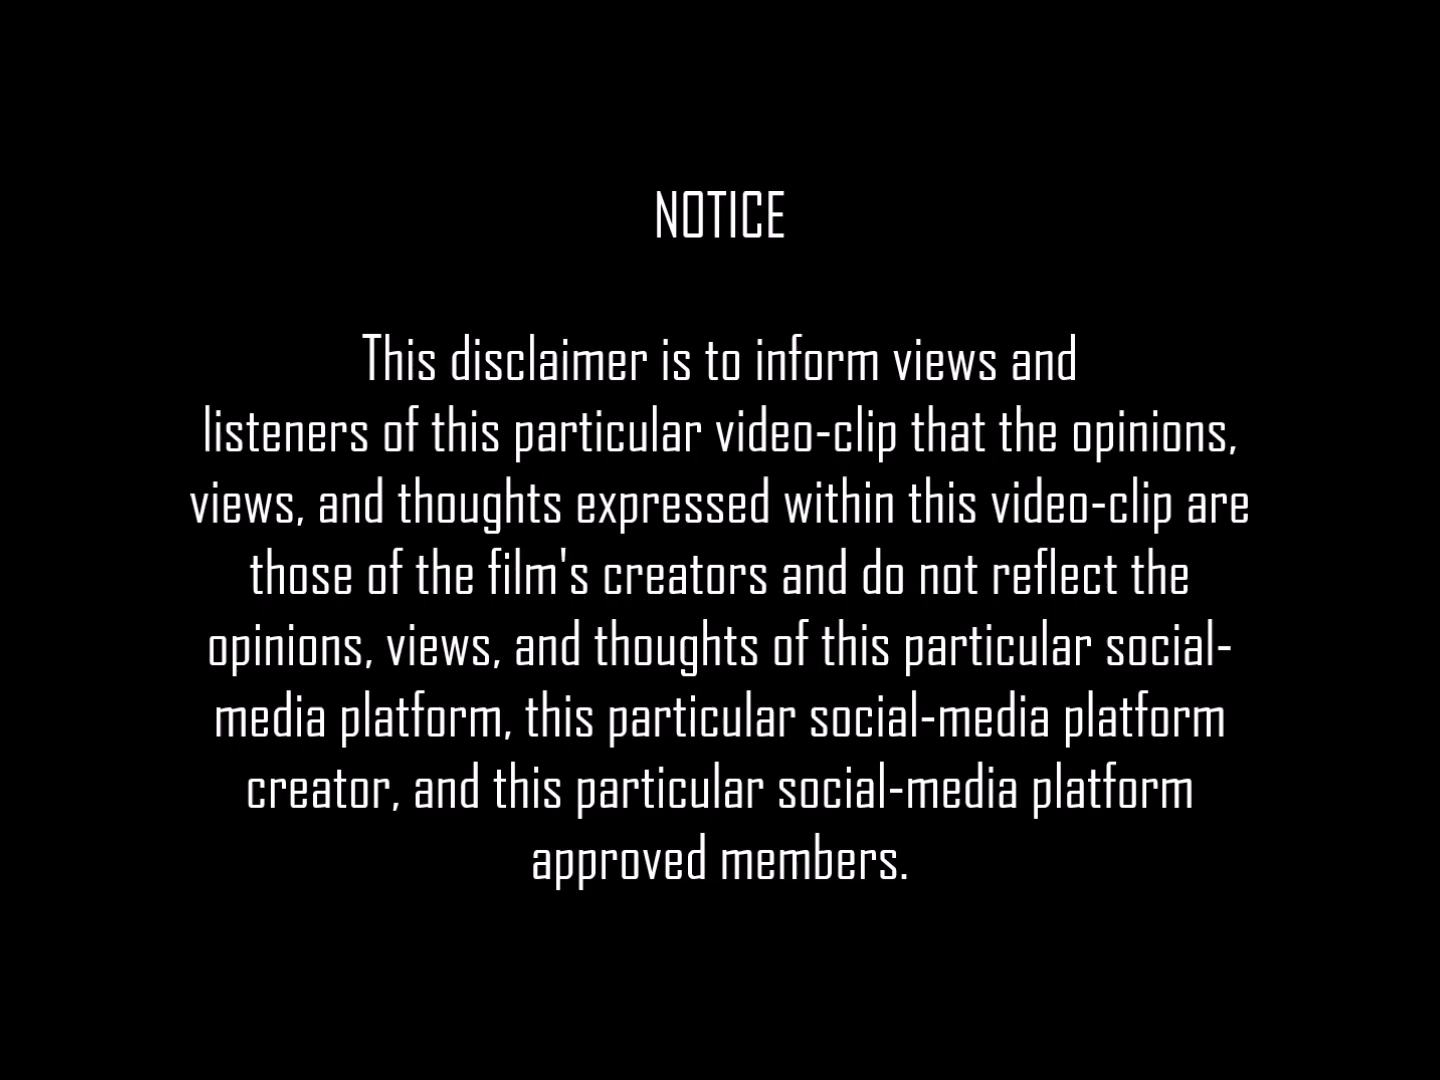 NOTICE
This disclaimer is to inform views and
listeners of this particular video-clip that the opinions,
views, and thoughts expressed within this video-clip are
those of the film's creators and do not reflect the
opinions, views, and thoughts of this particular social-
media platform, this particular social-media platform
creator, and this particular social-media platform
approved members.